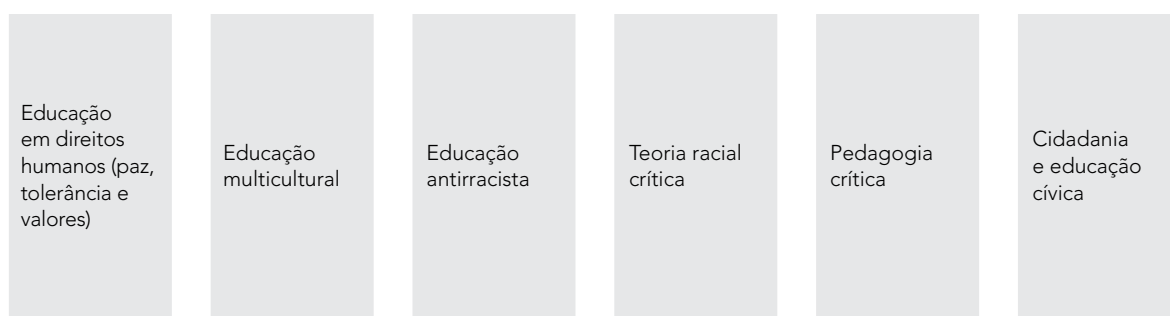 Educação
em direitos
humanos (paz,
tolerância e
valores)
Educação
multicultural
Educação
antirracista
Teoria racial
crítica
Pedagogia
crítica
Cidadania
e educação
cívica